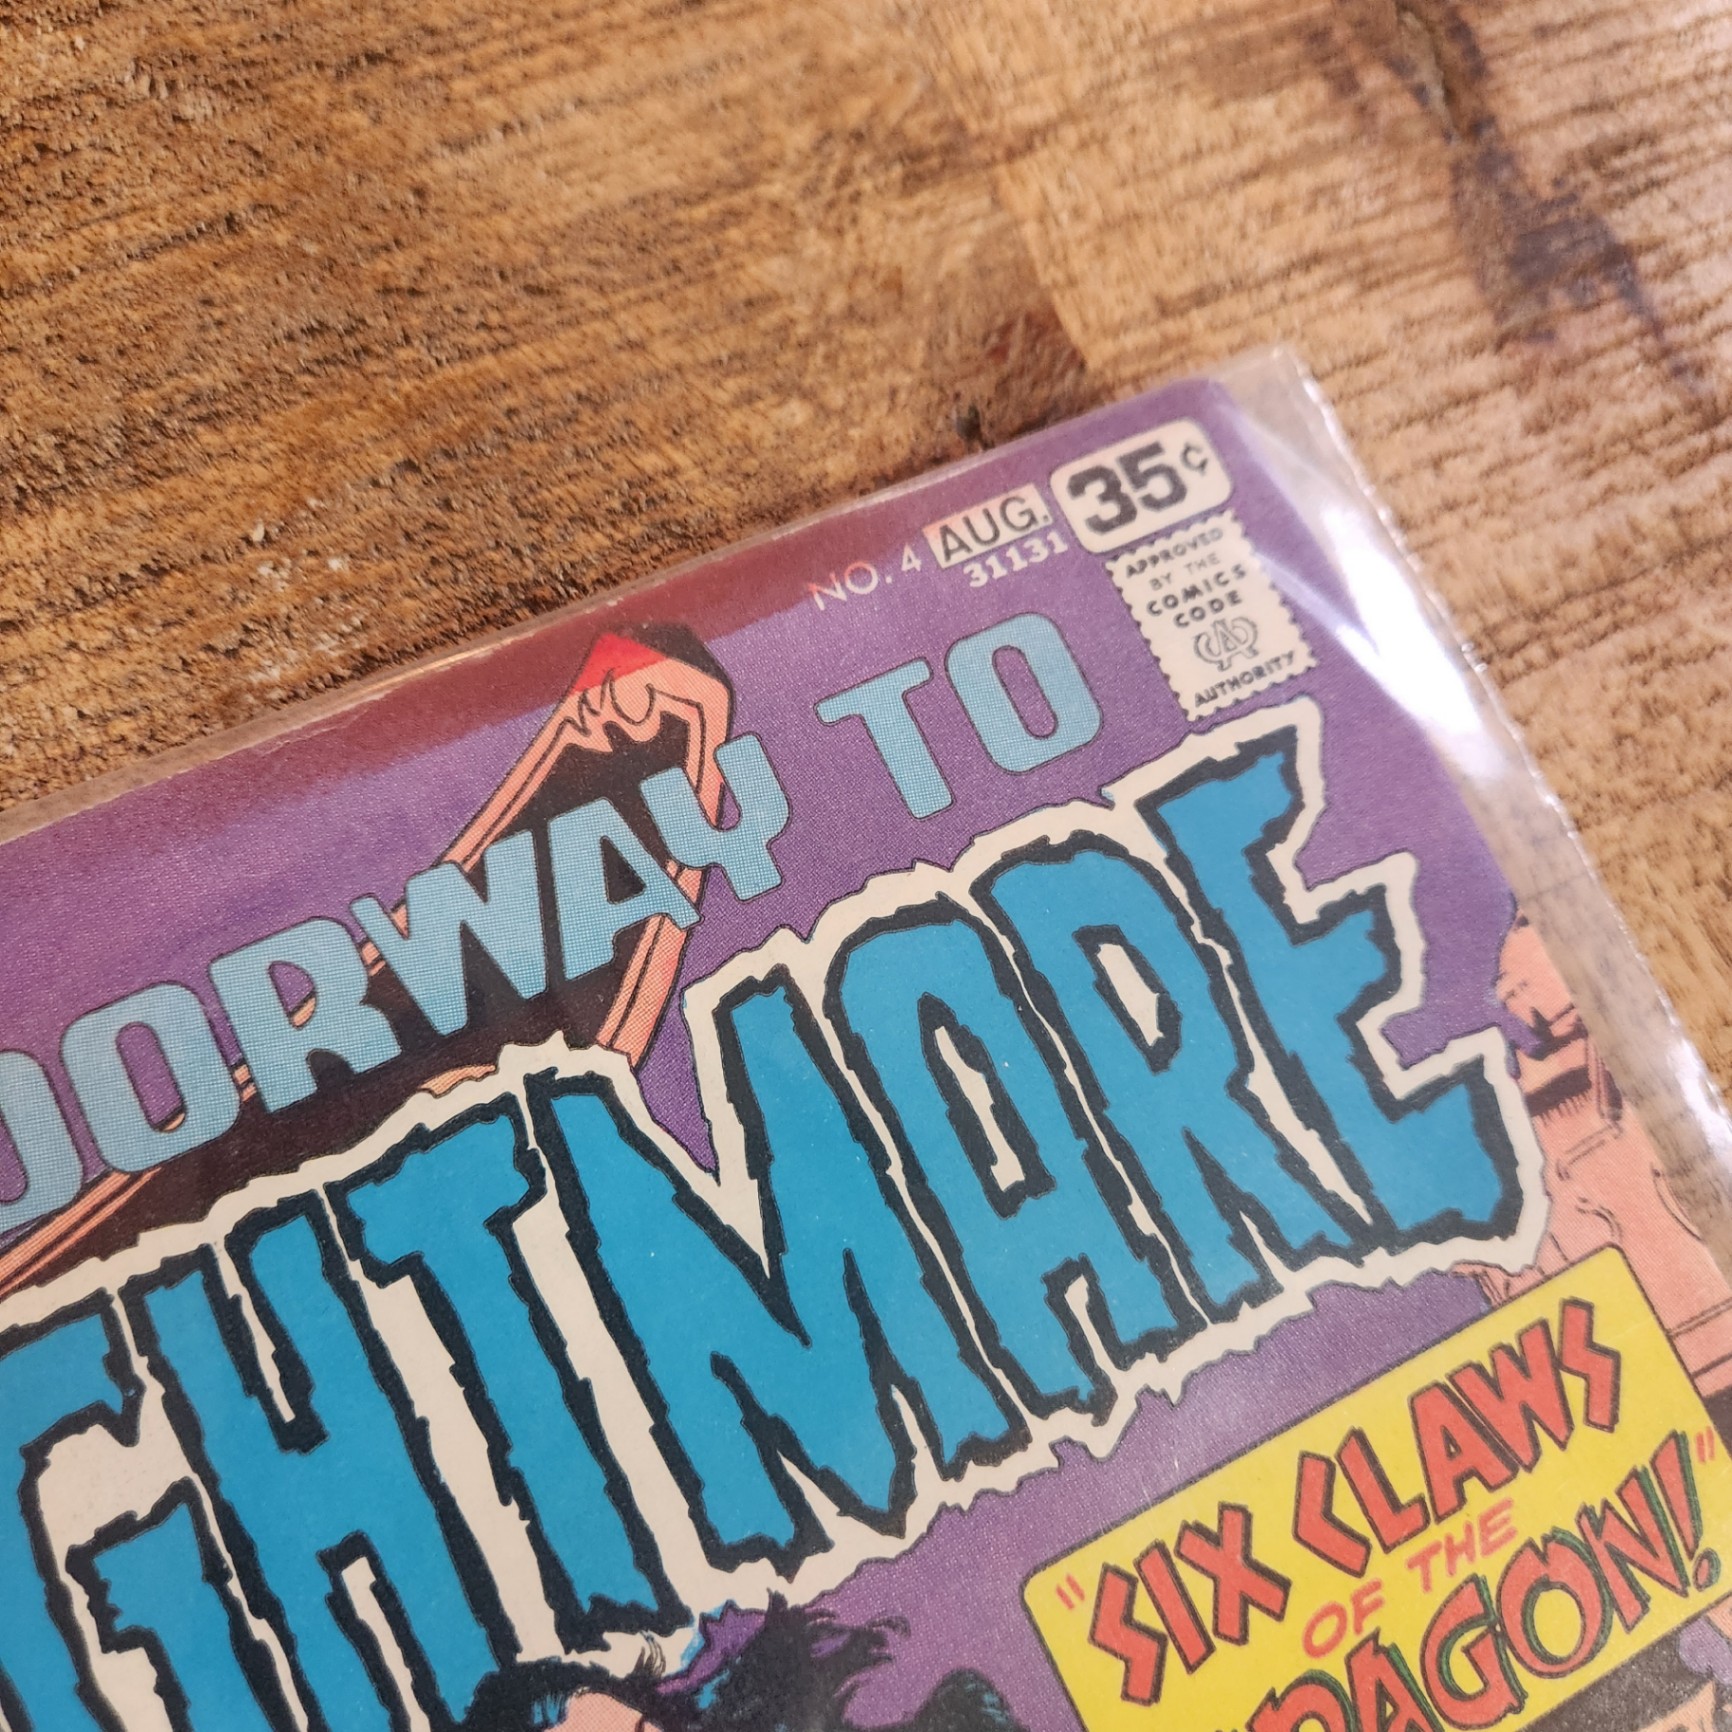 NO. 4 AUG. 35¢
31131
APPROVED
BY THE
COMICS
CODE
AUTHORITY
OORWAY TO
GHTMARE
"SIX CLAWS
OF THE
DRAGON!"